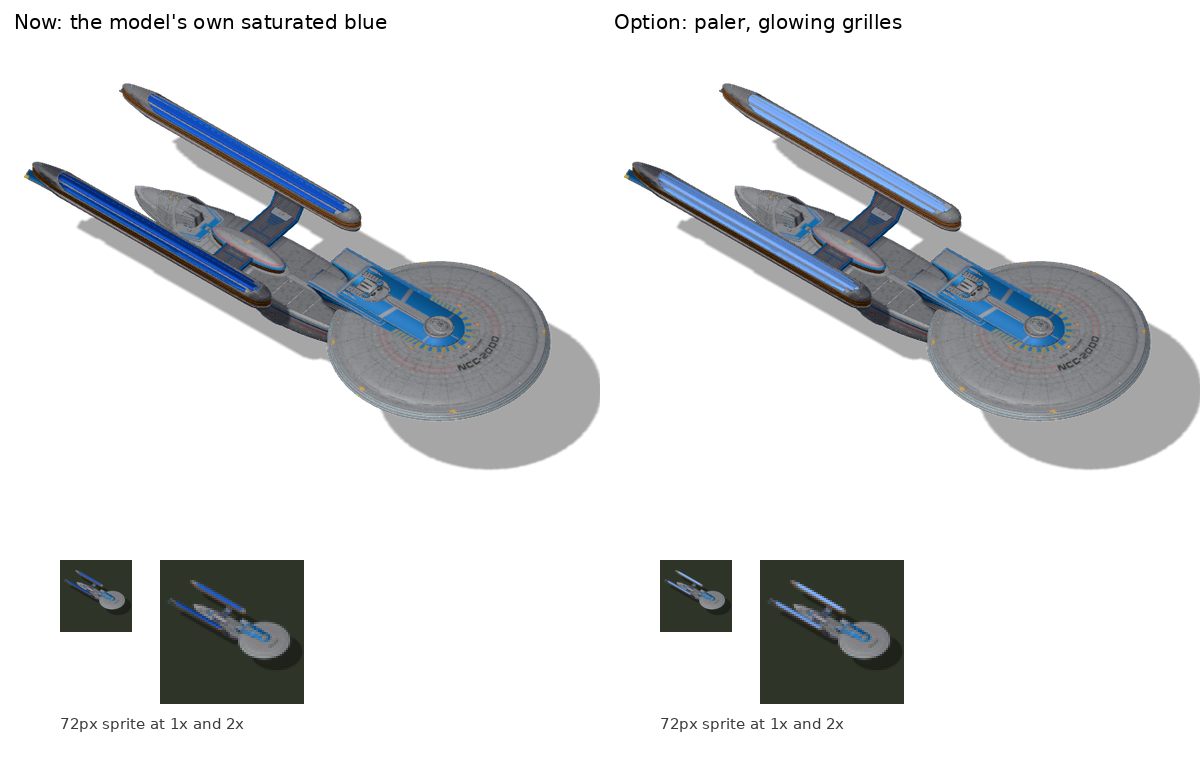 Now: the model's own saturated blue
Option: paler, glowing grilles
NCC-2000
NCC-2000
72px sprite at 1x and 2x
72px sprite at 1x and 2x